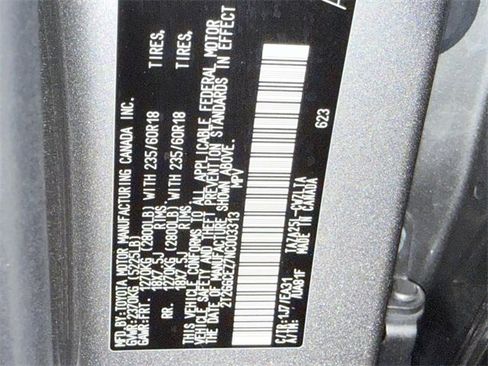 MFD. BY: TOYOTA MOTOR MANUFACTURING CANADA INC.
GVWR: 2370KG (5225LB)
GAWR: FRT. 1270KG (2800LB) WITH 235/60R18 TIRES,
18X7.5J RIMS,
RR. 1270KG (2800LB) WITH 235/60R18 TIRES,
18X7.5J RIMS,
THIS VEHICLE CONFORMS TO ALL APPLICABLE FEDERAL MOTOR
VEHICLE SAFETY AND THEFT PREVENTION STANDARDS IN EFFECT
ON THE DATE OF MANUFACTURE SHOWN ABOVE.
MPV
623
C/TR:
A/TM:
MADE IN CANADA